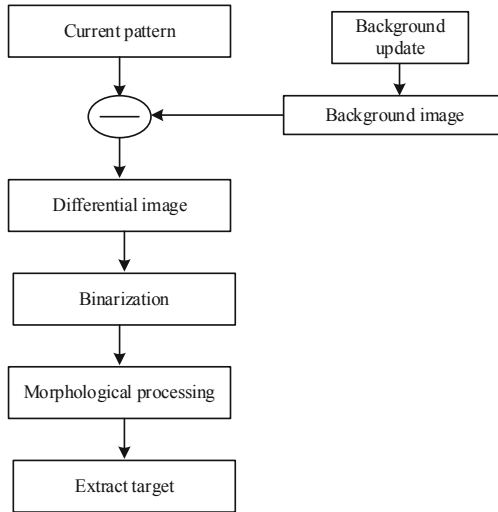 Current pattern
Background
update
Background image
Differential image
Binarization
Morphological processing
Extract target